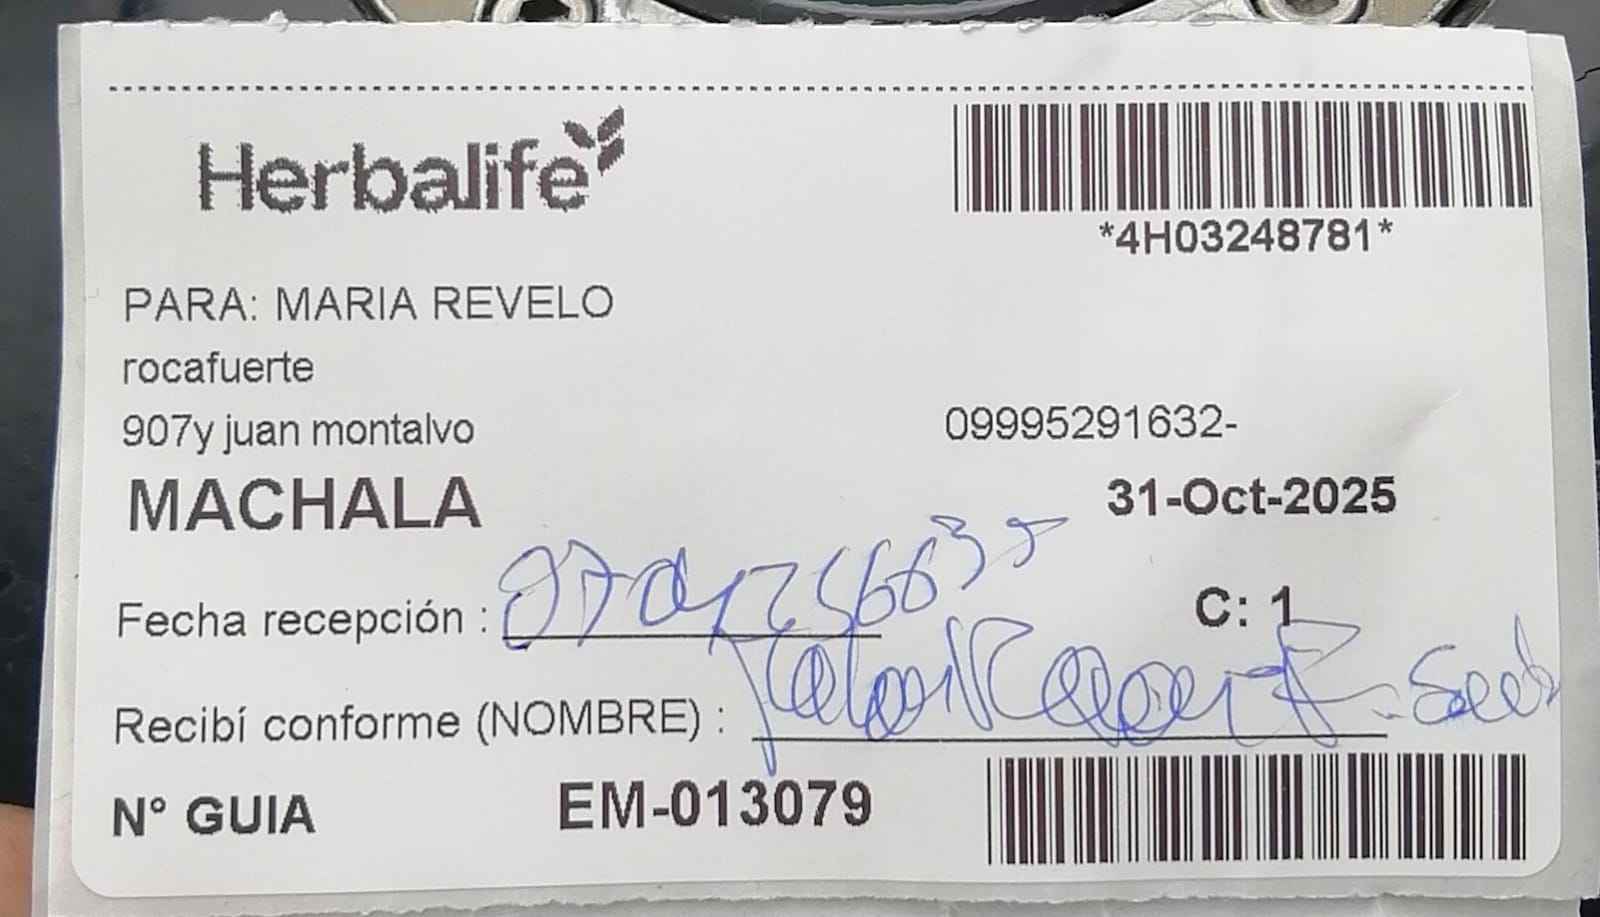 Herbalife
*4H03248781*
PARA: MARIA REVELO
rocafuerte
907y juan montalvo
09995291632-
MACHALA
31-Oct-2025
Fecha recepción :
C: 1
Recibí conforme (NOMBRE) :
N° GUIA EM-013079